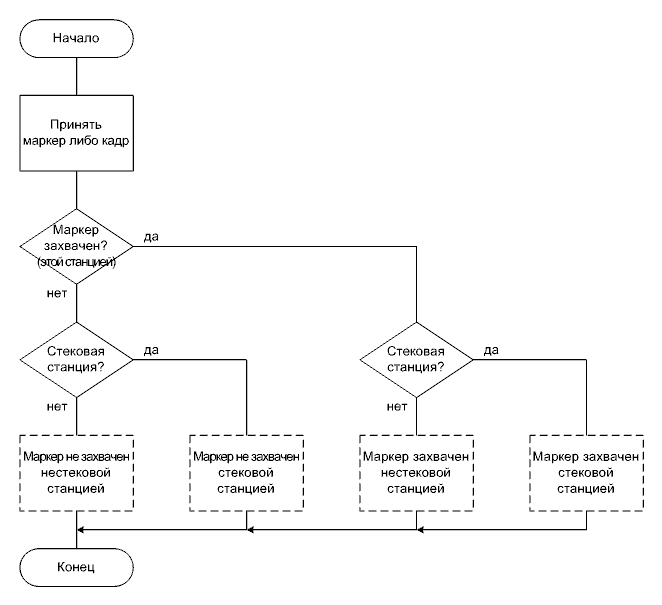 Начало
Принять
маркер либо кадр
Маркер
захвачен?
(этой станцией)
да
нет
Стековая
станция?
да
нет
Стековая
станция?
да
нет
Маркер не захвачен
нестековой
станцией
Маркер не захвачен
стековой
станцией
Маркер захвачен
нестековой
станцией
Маркер захвачен
стековой
станцией
Конец